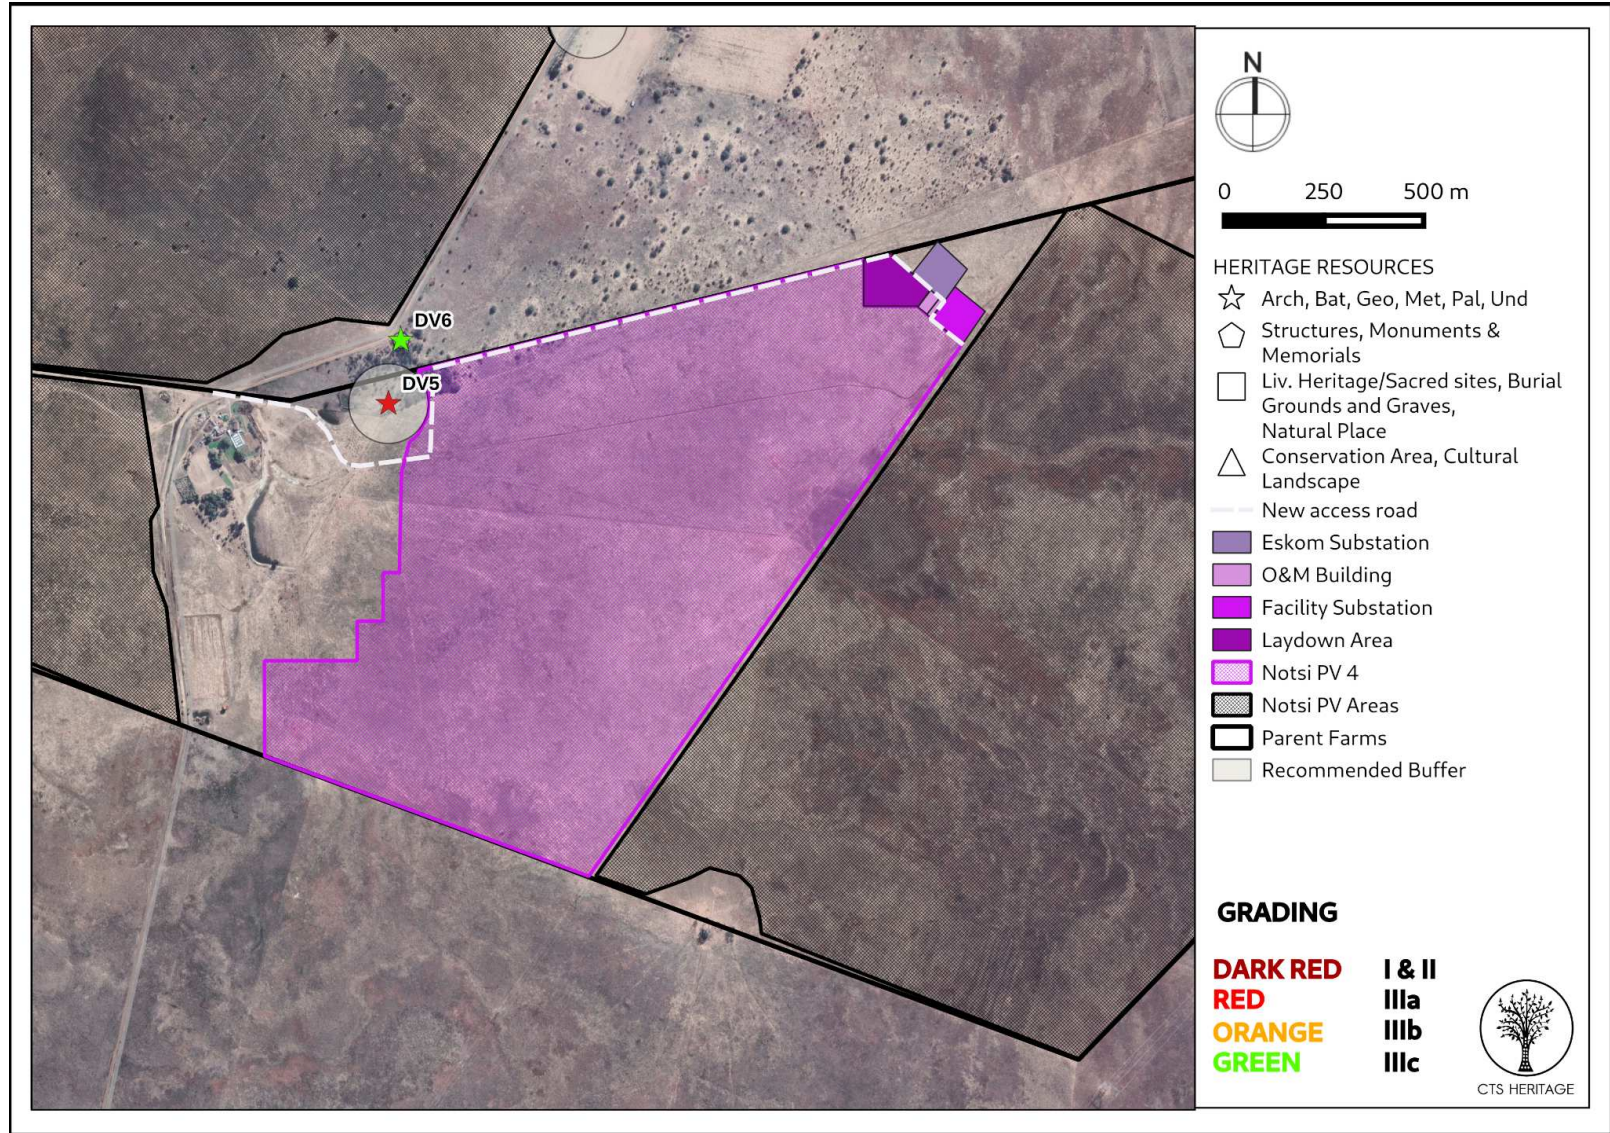 DV6
DV5
N
0 250 500 m
HERITAGE RESOURCES
Arch, Bat, Geo, Met, Pal, Und
Structures, Monuments &
Memorials
Liv. Heritage/Sacred sites, Burial
Grounds and Graves,
Natural Place
Conservation Area, Cultural
Landscape
New access road
Eskom Substation
O&M Building
Facility Substation
Laydown Area
Notsi PV 4
Notsi PV Areas
Parent Farms
Recommended Buffer
GRADING
DARK RED I & II
RED IIIa
ORANGE IIIb
GREEN IIIc
CTS HERITAGE